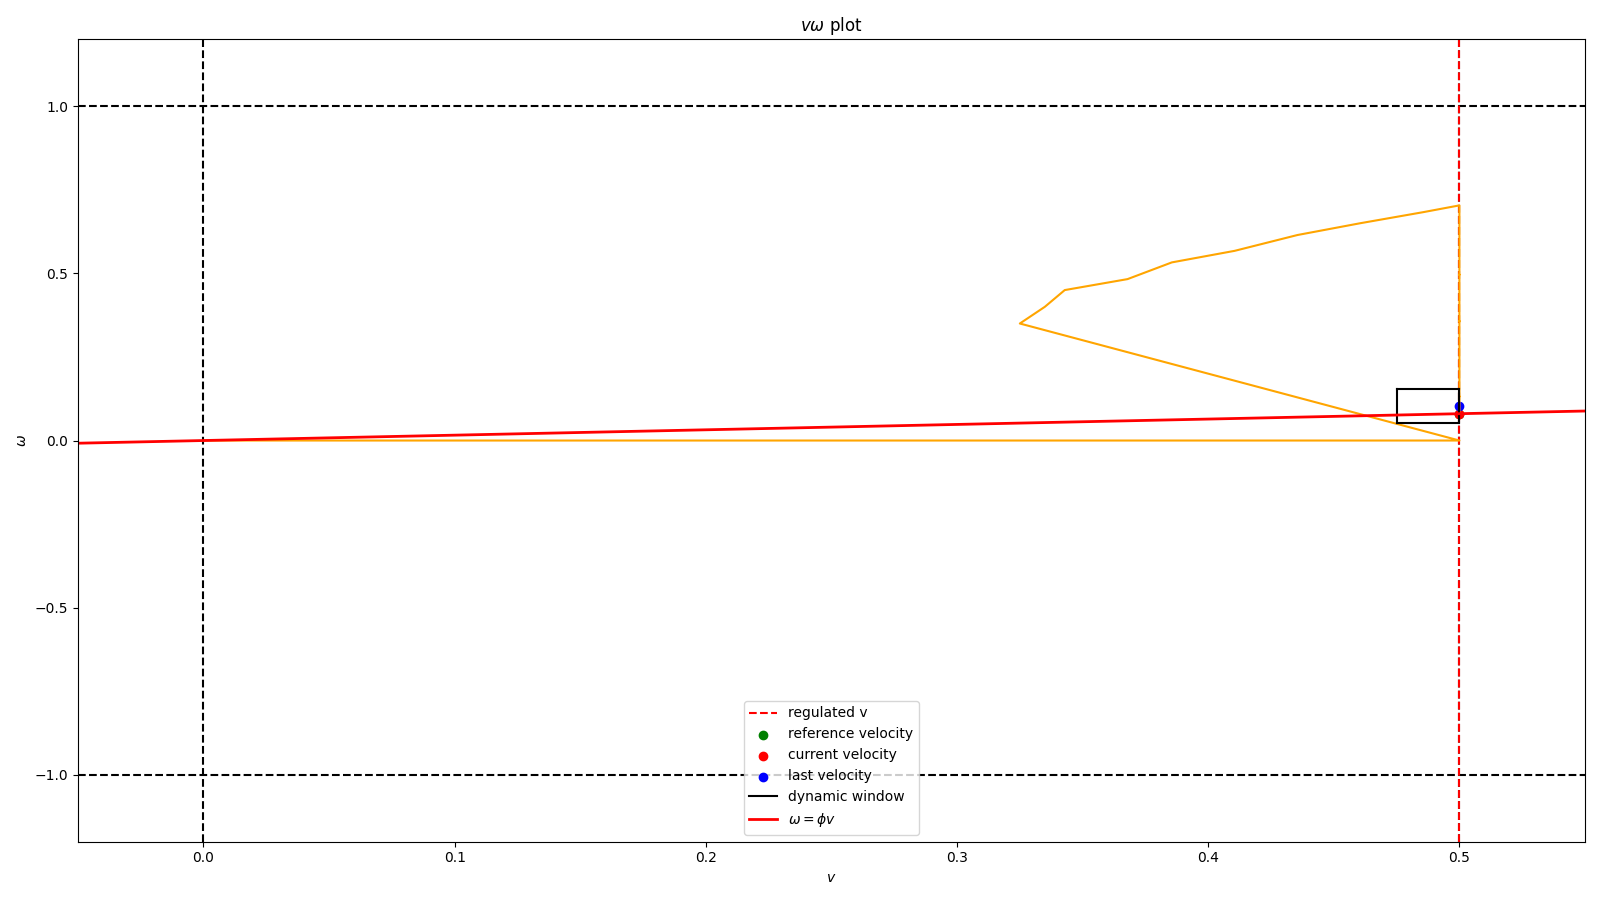 vω plot
1.0
0.5
0.0
−0.5
−1.0
ω
0.0 0.1 0.2 0.3 0.4 0.5
v
regulated v
reference velocity
current velocity
last velocity
dynamic window
ω = ϕv